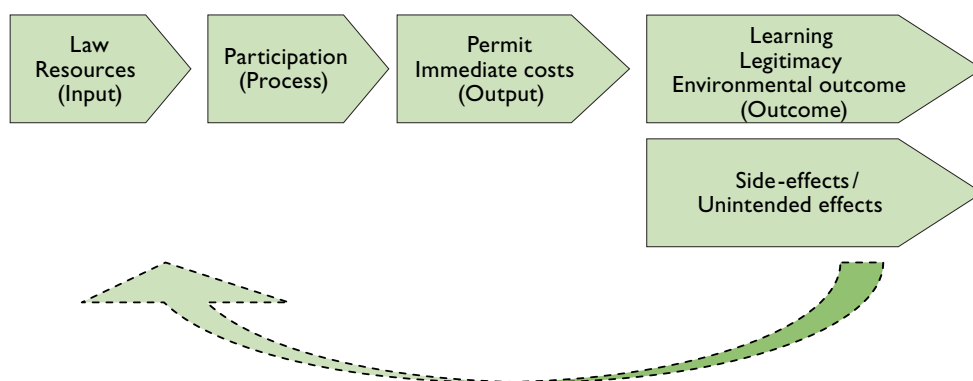 Law
Resources
(Input)
Participation
(Process)
Permit
Immediate costs
(Output)
Learning
Legitimacy
Environmental outcome
(Outcome)
Side-effects/
Unintended effects